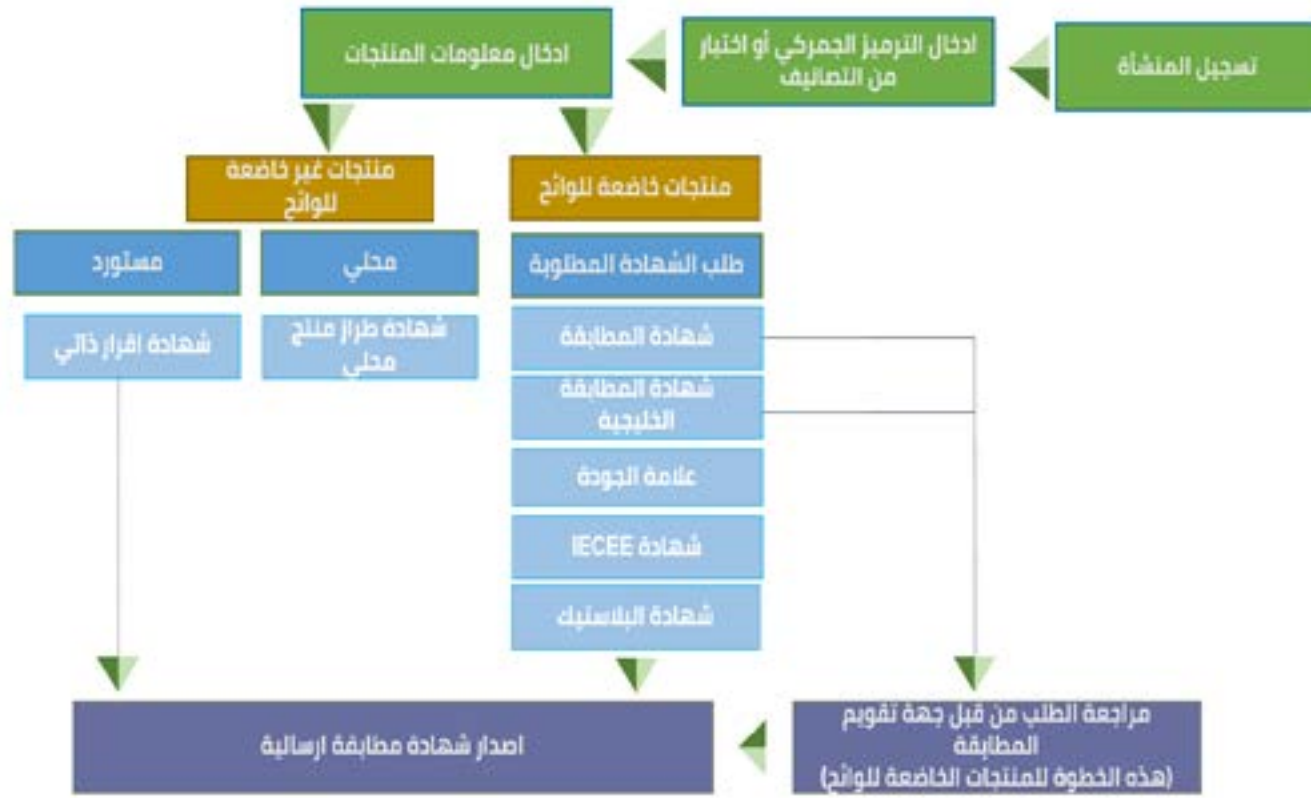 تسجيل المنشأة
ادخال الترميز الجمركي أو اختيار
من التصانيف
ادخال معلومات المنتجات
منتجات خاضعة للوائح
منتجات غير خاضعة
للوائح
طلب الشهادة المطلوبة
محلي
مستورد
شهادة المطابقة
شهادة طراز منتج
محلي
شهادة اقرار ذاتي
شهادة المطابقة
الخليجية
علامة الجودة
شهادة IECEE
شهادة البلاستيك
مراجعة الطلب من قبل جهة تقويم
المطابقة
(هذه الخطوة للمنتجات الخاضعة للوائح)
اصدار شهادة مطابقة ارسالية